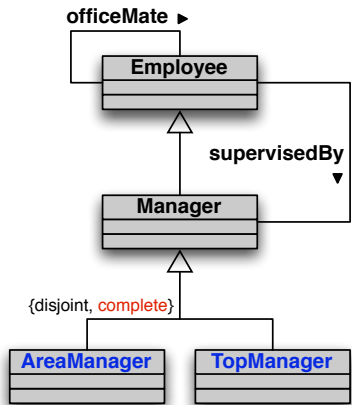 officeMate ▶
Employee
supervisedBy
▼
Manager
{disjoint, complete}
AreaManager
TopManager